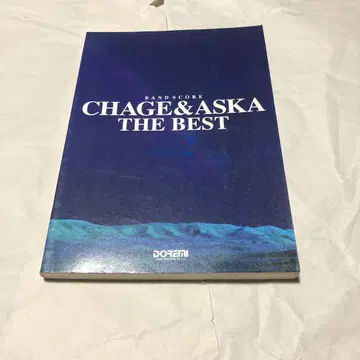 BAND SCORE
CHAGE&ASKA
THE BEST
DOREMI